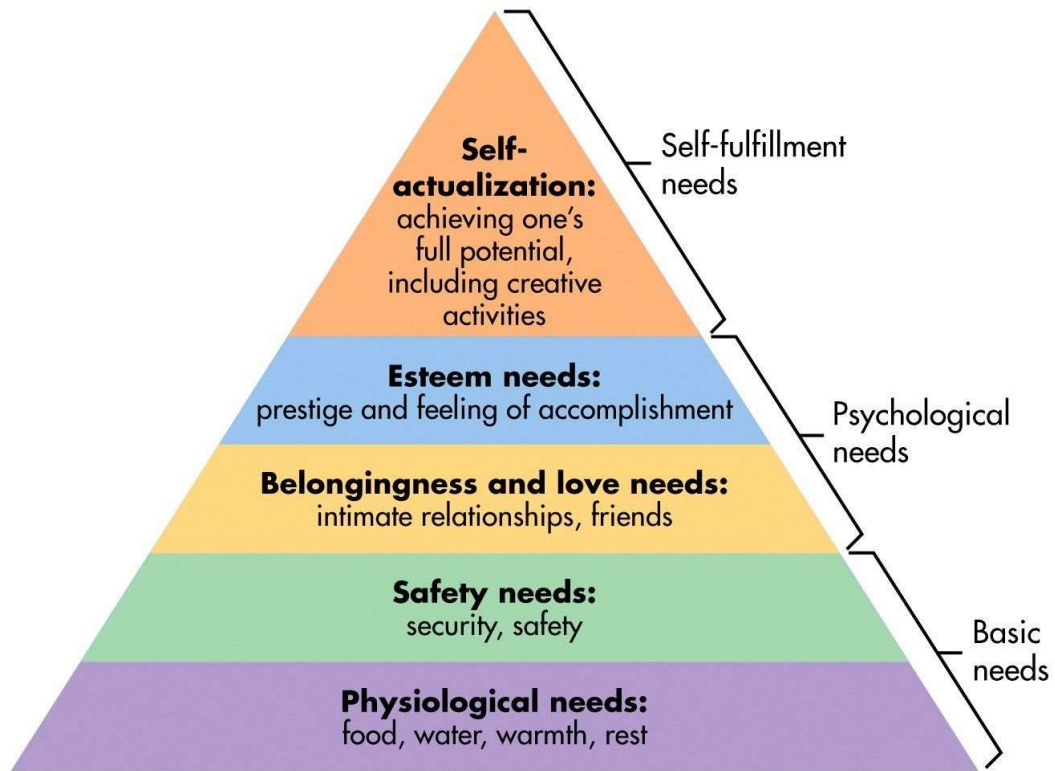 Self-
actualization:
achieving one's
full potential,
including creative
activities
Self-fulfillment
needs
Esteem needs:
prestige and feeling of accomplishment
Belongingness and love needs:
intimate relationships, friends
Psychological
needs
Safety needs:
security, safety
Physiological needs:
food, water, warmth, rest
Basic
needs